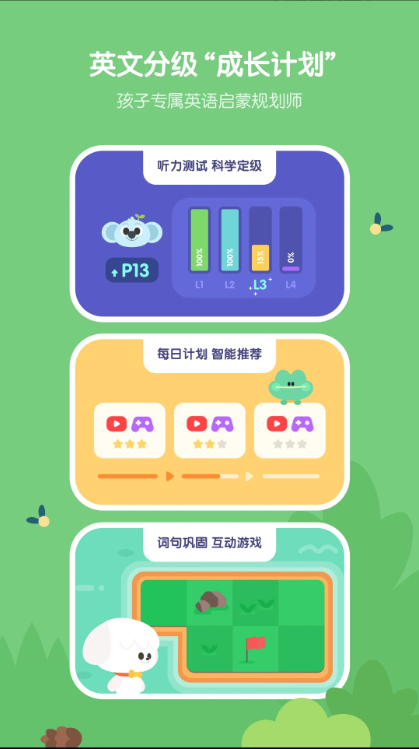 英文分级“成长计划”
孩子专属英语启蒙规划师
听力测试 科学定级
P13
100%
100%
15%
0%
L1
L2
L3
L4
每日计划 智能推荐
词句巩固 互动游戏